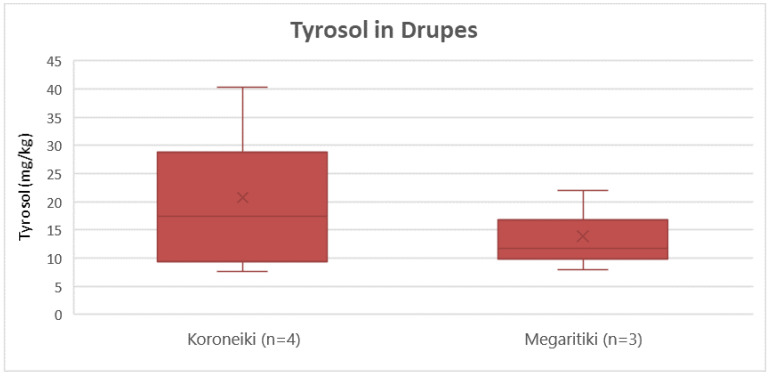 Tyrosol in Drupes
Tyrosol (mg/kg)
45
40
35
30
25
20
15
10
5
0
Koroneiki (n=4)
Megaritiki (n=3)